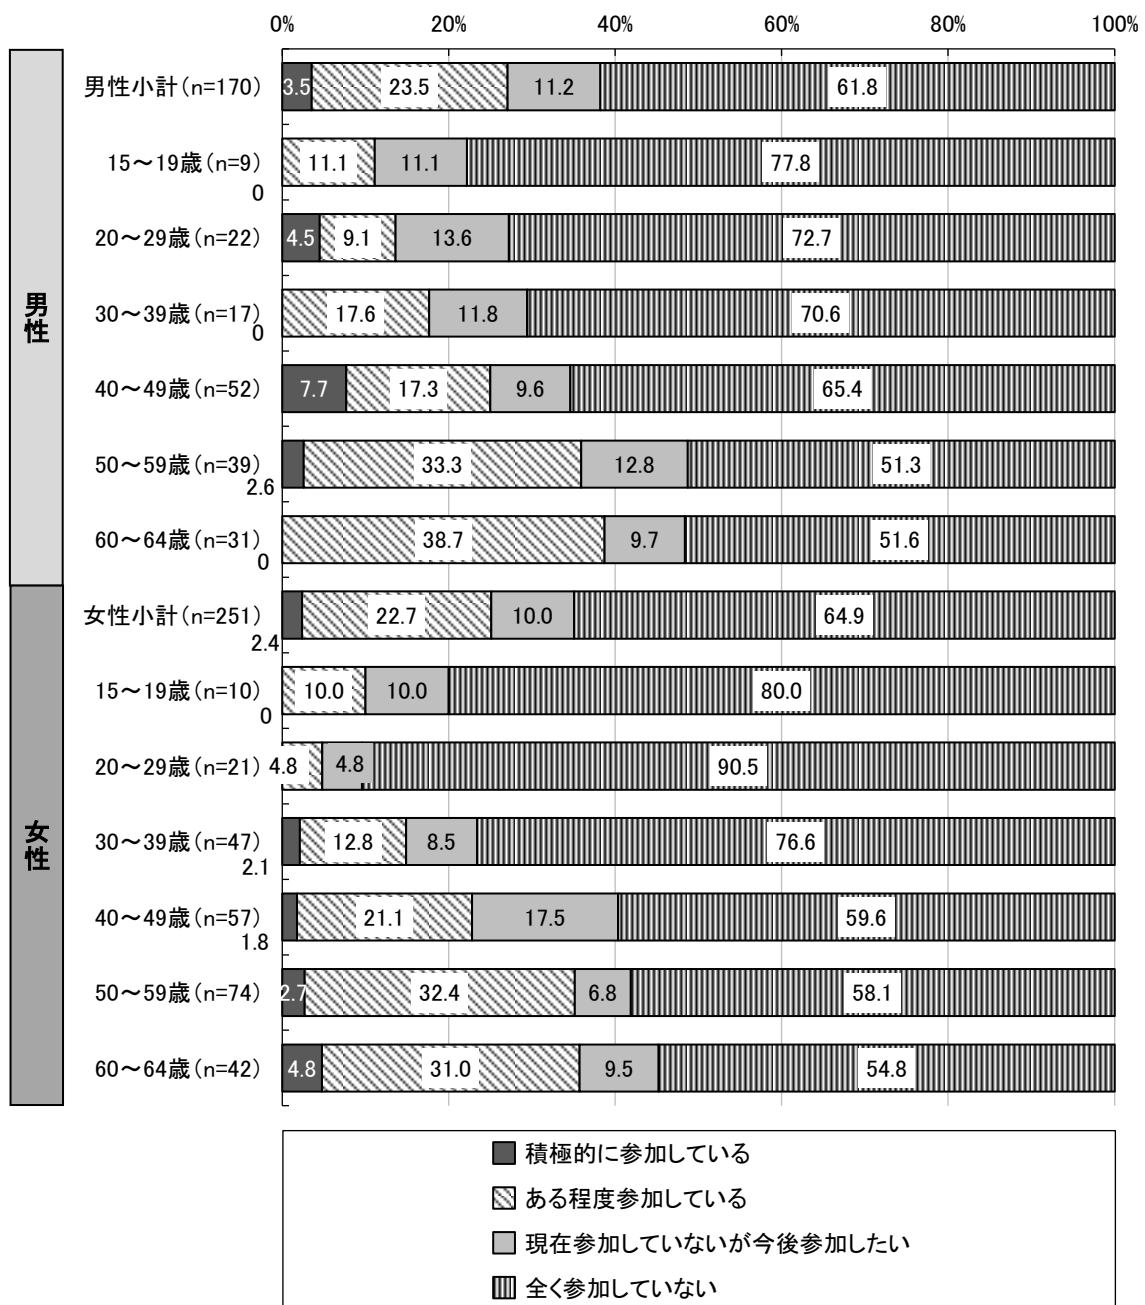 0% 20% 40% 60% 80% 100%
男性
男性小計(n=170) 3.5 23.5 11.2 61.8
15～19歳(n=9) 0 11.1 11.1 77.8
20～29歳(n=22) 4.5 9.1 13.6 72.7
30～39歳(n=17) 0 17.6 11.8 70.6
40～49歳(n=52) 7.7 17.3 9.6 65.4
50～59歳(n=39) 2.6 33.3 12.8 51.3
60～64歳(n=31) 0 38.7 9.7 51.6
女性
女性小計(n=251) 2.4 22.7 10.0 64.9
15～19歳(n=10) 0 10.0 10.0 80.0
20～29歳(n=21) 4.8 4.8 90.5
30～39歳(n=47) 2.1 12.8 8.5 76.6
40～49歳(n=57) 1.8 21.1 17.5 59.6
50～59歳(n=74) 2.7 32.4 6.8 58.1
60～64歳(n=42) 4.8 31.0 9.5 54.8
積極的に参加している
ある程度参加している
現在参加していないが今後参加したい
全く参加していない